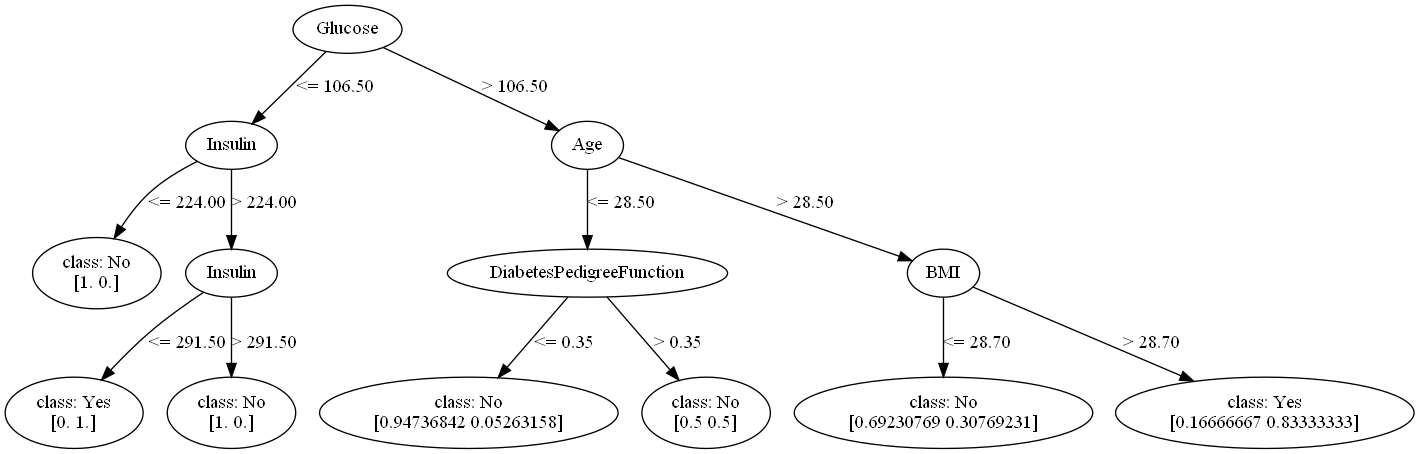 Glucose
<= 106.50
> 106.50
Insulin
Age
<= 224.00
> 224.00
<= 28.50
> 28.50
class: No
[1. 0.]
Insulin
DiabetesPedigreeFunction
BMI
<= 291.50
> 291.50
<= 0.35
> 0.35
<= 28.70
> 28.70
class: Yes
[0. 1.]
class: No
[1. 0.]
class: No
[0.94736842 0.05263158]
class: No
[0.5 0.5]
class: No
[0.69230769 0.30769231]
class: Yes
[0.16666667 0.83333333]